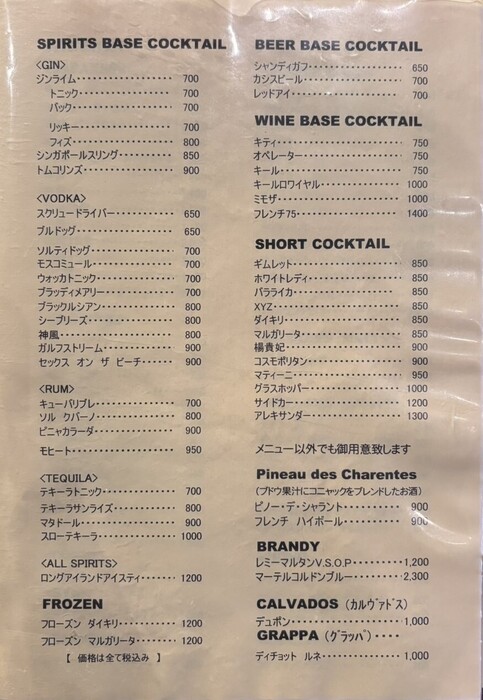 SPIRITS BASE COCKTAIL
<GIN>
ジンライム・・・・・・・・・・・・・・・・ 700
トニック・・・・・・・・・・・・・・・ 700
バック・・・・・・・・・・・・・・・・ 700
リッキー・・・・・・・・・・・・・・・ 700
フィズ・・・・・・・・・・・・・・・・ 800
シンガポールスリング・・・・・・・・ 850
トムコリンズ・・・・・・・・・・・・・・ 900
<VODKA>
スクリュードライバー・・・・・・・・・ 650
ブルドッグ・・・・・・・・・・・・・・・ 650
ソルティドッグ・・・・・・・・・・・・・ 700
モスコミュール・・・・・・・・・・・・・ 700
ウォッカトニック・・・・・・・・・・・・ 700
ブラッディメアリー・・・・・・・・・・・ 700
ブラックルシアン・・・・・・・・・・・・ 800
シーブリーズ・・・・・・・・・・・・・・ 800
神風・・・・・・・・・・・・・・・・・・ 800
ガルフストリーム・・・・・・・・・・・・ 900
セックス オン ザ ビーチ・・・・・・ 900
<RUM>
キューバリブレ・・・・・・・・・・・・・ 700
ソル クバーノ・・・・・・・・・・・・・ 800
ピニャカラーダ・・・・・・・・・・・・・ 900
モヒート・・・・・・・・・・・・・・・・ 950
<TEQUILA>
テキーラトニック・・・・・・・・・・・・ 700
テキーラサンライズ・・・・・・・・・・・ 800
マタドール・・・・・・・・・・・・・・・ 900
スローテキーラ・・・・・・・・・・・・・ 1000
<ALL SPIRITS>
ロングアイランドアイスティ・・・・・・・ 1200
FROZEN
フローズン ダイキリ・・・・・・・・・・ 1200
フローズン マルガリータ・・・・・・・・ 1200
【 価格は全て税込み 】
BEER BASE COCKTAIL
シャンディガフ・・・・・・・・・・・・・ 650
カシスビール・・・・・・・・・・・・・・ 700
レッドアイ・・・・・・・・・・・・・・・ 700
WINE BASE COCKTAIL
キティ・・・・・・・・・・・・・・・・・ 750
オペレーター・・・・・・・・・・・・・・ 750
キール・・・・・・・・・・・・・・・・・ 750
キールロワイヤル・・・・・・・・・・・・ 1000
ミモザ・・・・・・・・・・・・・・・・・ 1000
フレンチ75・・・・・・・・・・・・・・・ 1400
SHORT COCKTAIL
ギムレット・・・・・・・・・・・・・・・ 850
ホワイトレディ・・・・・・・・・・・・・ 850
バラライカ・・・・・・・・・・・・・・・ 850
XYZ・・・・・・・・・・・・・・・・・・ 850
ダイキリ・・・・・・・・・・・・・・・・ 850
マルガリータ・・・・・・・・・・・・・・ 850
楊貴妃・・・・・・・・・・・・・・・・・ 900
コスモポリタン・・・・・・・・・・・・・ 900
マティーニ・・・・・・・・・・・・・・・ 950
グラスホッパー・・・・・・・・・・・・・ 1000
サイドカー・・・・・・・・・・・・・・・ 1200
アレキサンダー・・・・・・・・・・・・・ 1300
メニュー以外でも御用意致します
Pineau des Charentes
(ブドウ果汁にコニャックをブレンドしたお酒)
ピノー・デ・シャラント・・・・・・・・・ 900
フレンチ ハイボール・・・・・・・・・・ 900
BRANDY
レミーマルタンV.S.O.P・・・・・・・・・1,200
マーテルコルドンブルー・・・・・・・・・2,300
CALVADOS (カルヴァドス)
デュポン・・・・・・・・・・・・・・・・1,000
GRAPPA (グラッパ)・・・・
ディチョット ルネ・・・・・・・・・・・1,000